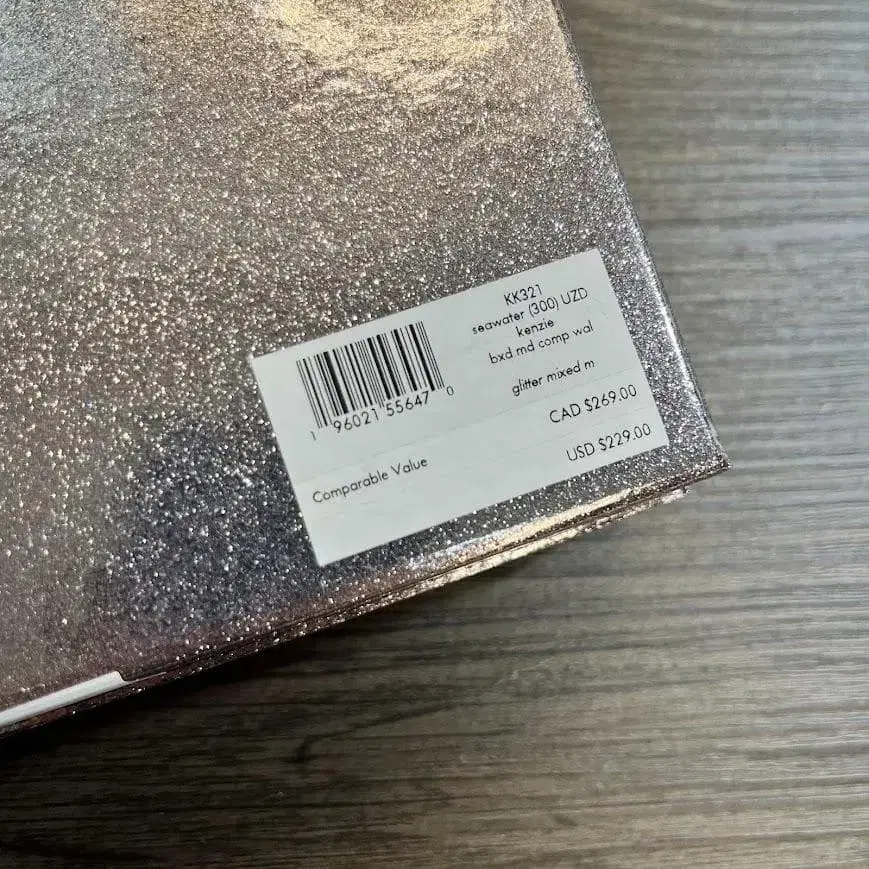 KK321
seawater (300) UZD
kenzie
bxd md comp wal
glitter mixed m
1 96021 55647 0
CAD $269.00
Comparable Value
USD $229.00